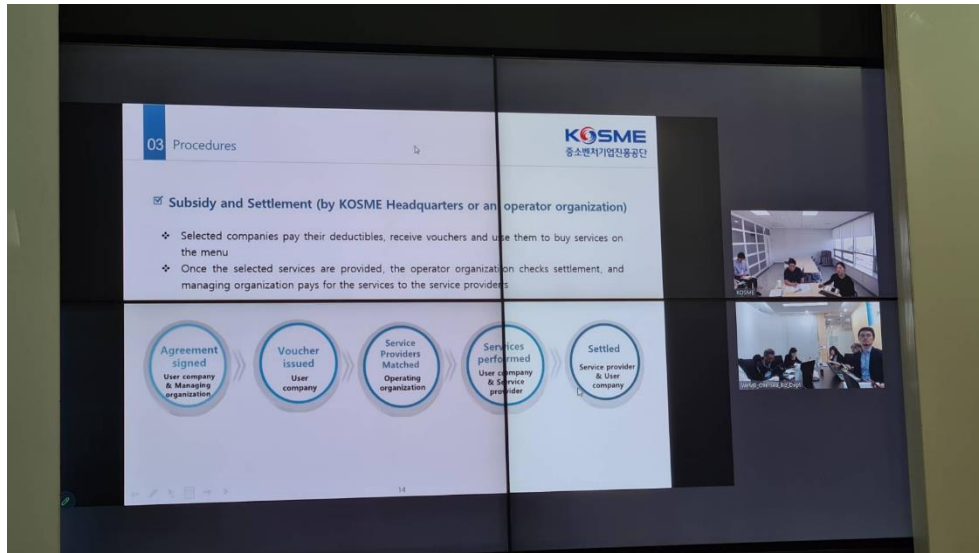 03 Procedures
KOSME
중소벤처기업진흥공단
Subsidy and Settlement (by KOSME Headquarters or an operator organization)
Selected companies pay their deductibles, receive vouchers and use them to buy services on
the menu
Once the selected services are provided, the operator organization checks settlement, and
managing organization pays for the services to the service providers
Agreement
signed
User company
& Managing
organization
Voucher
issued
User
company
Service
Providers
Matched
Operating
organization
Services
performed
User company
& Service
provider
Settled
Service provider
& User
company
14
KOSME